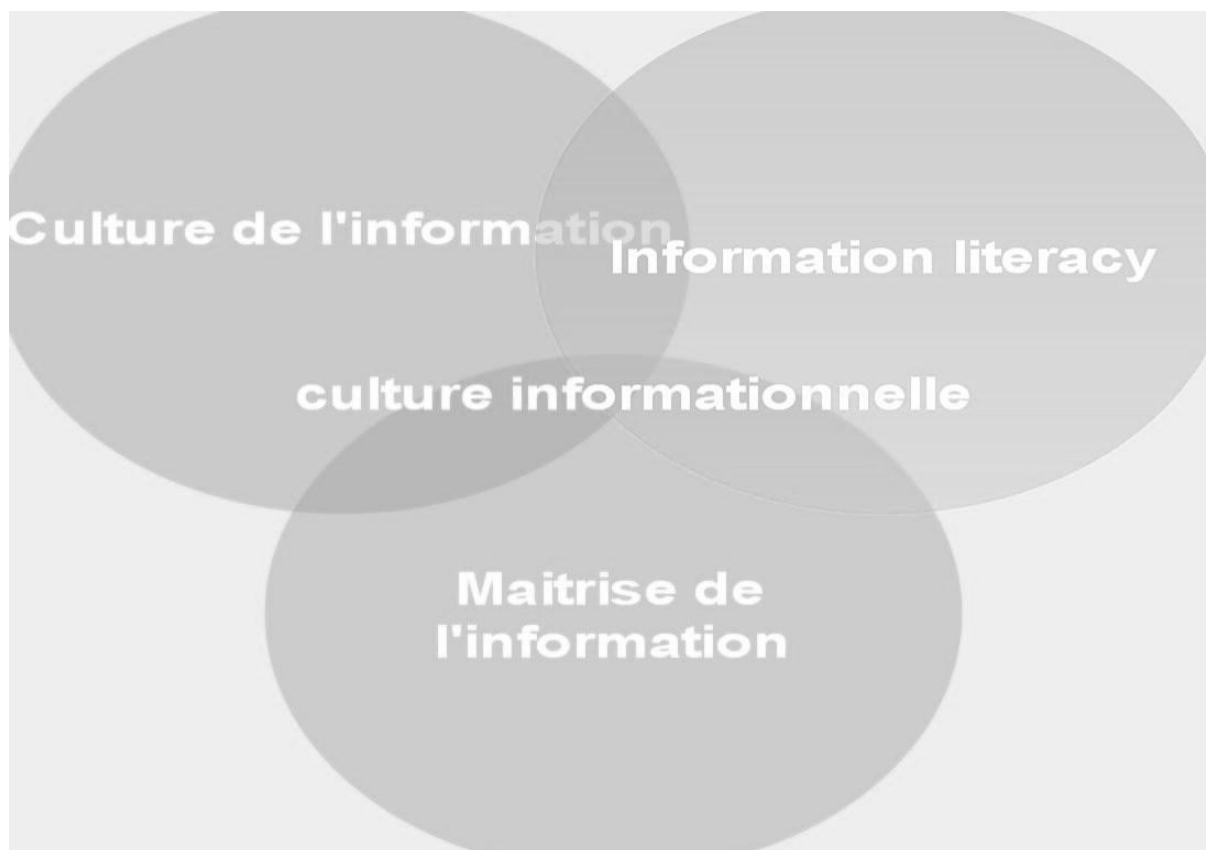 Culture de l'information
Information literacy
culture informationnelle
Maitrise de
l'information